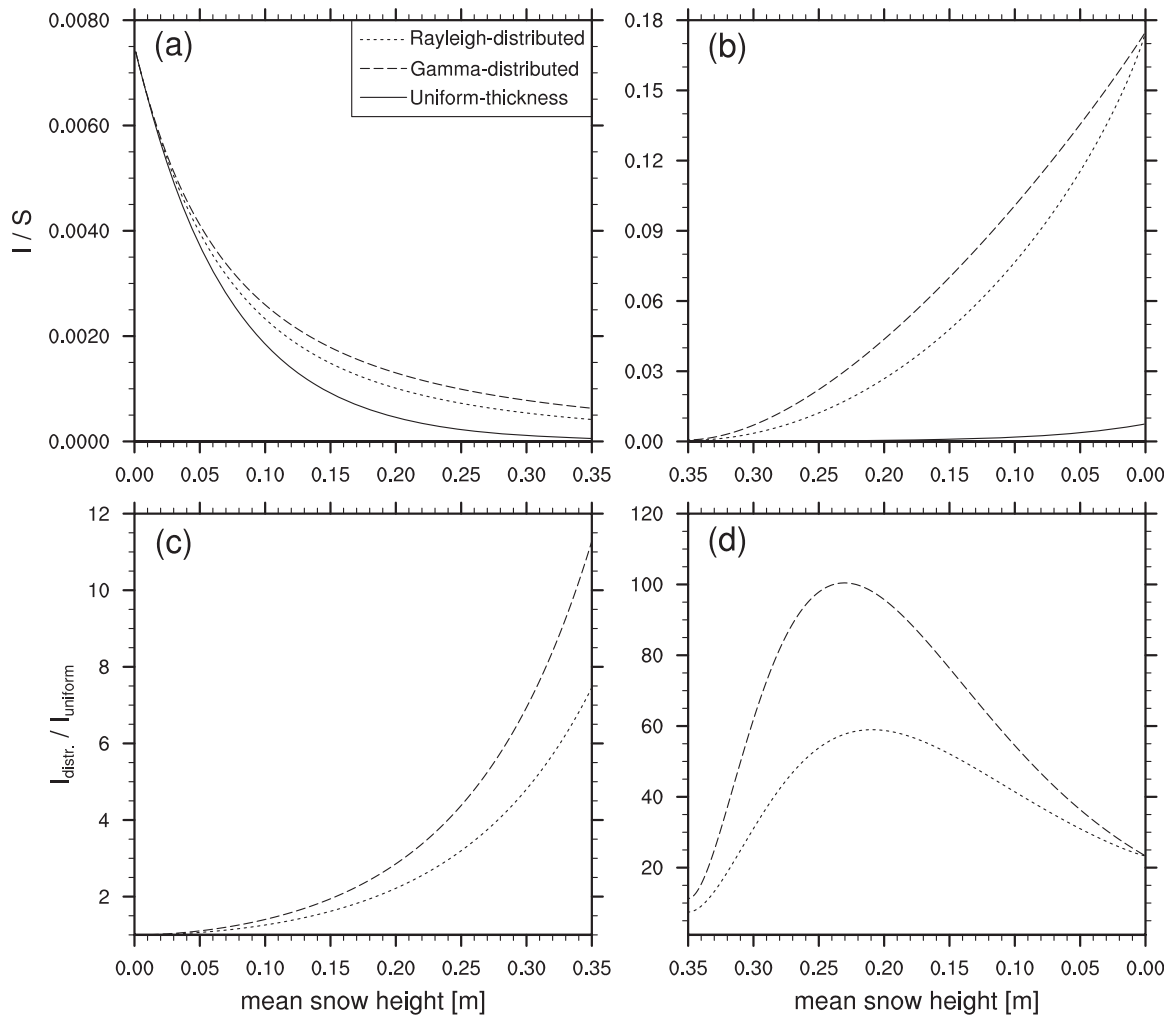 (a)
Rayleigh-distributed
Gamma-distributed
Uniform-thickness
0.0080
0.0060
0.0040
0.0020
0.0000
I / S
0.00 0.05 0.10 0.15 0.20 0.25 0.30 0.35
(b)
0.18
0.15
0.12
0.09
0.06
0.03
0.00
0.35 0.30 0.25 0.20 0.15 0.10 0.05 0.00
(c)
12
10
8
6
4
2
I distr. / I uniform
0.00 0.05 0.10 0.15 0.20 0.25 0.30 0.35
mean snow height [m]
(d)
120
100
80
60
40
20
0.35 0.30 0.25 0.20 0.15 0.10 0.05 0.00
mean snow height [m]